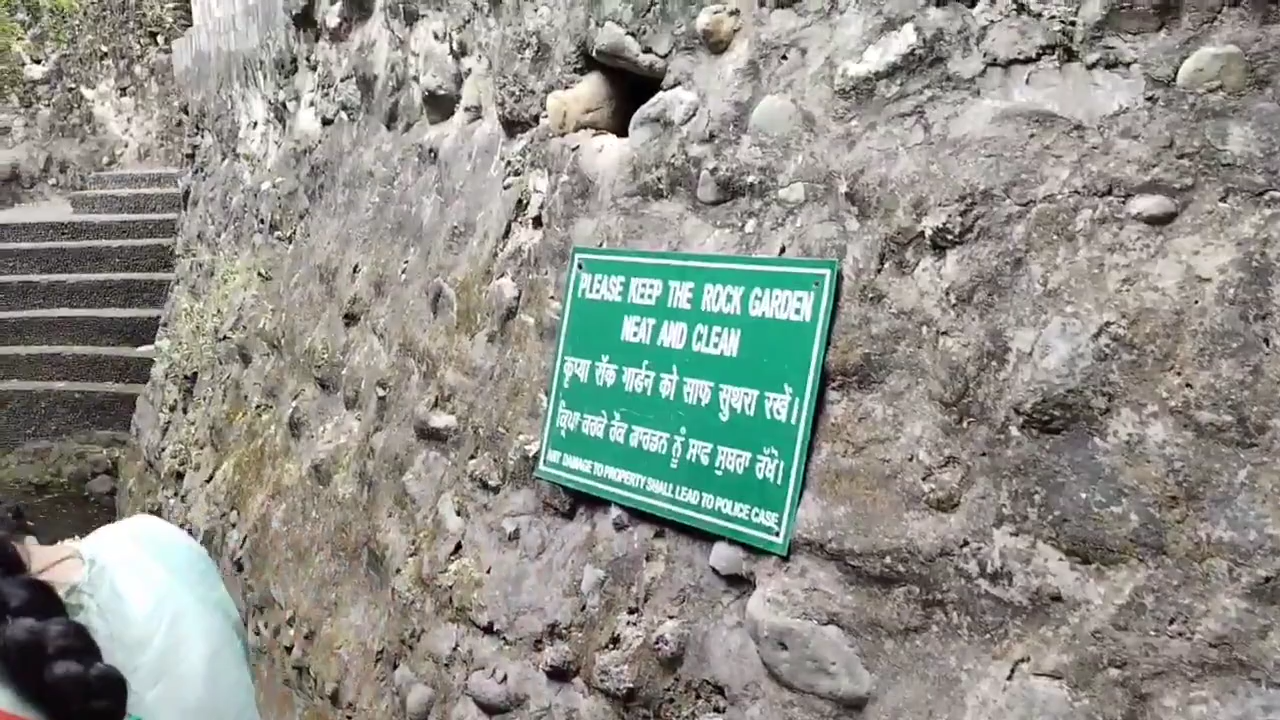 PLEASE KEEP THE ROCK GARDEN
NEAT AND CLEAN
कृप्या रॉक गार्डन को साफ सुथरा रखें।
ਕ੍ਰਿਪਾ ਕਰਕੇ ਰੌਕ ਗਾਰਡਨ ਨੂੰ ਸਾਫ ਸੁਥਰਾ ਰੱਖੋ।
ANY DAMAGE TO PROPERTY SHALL LEAD TO POLICE CASE